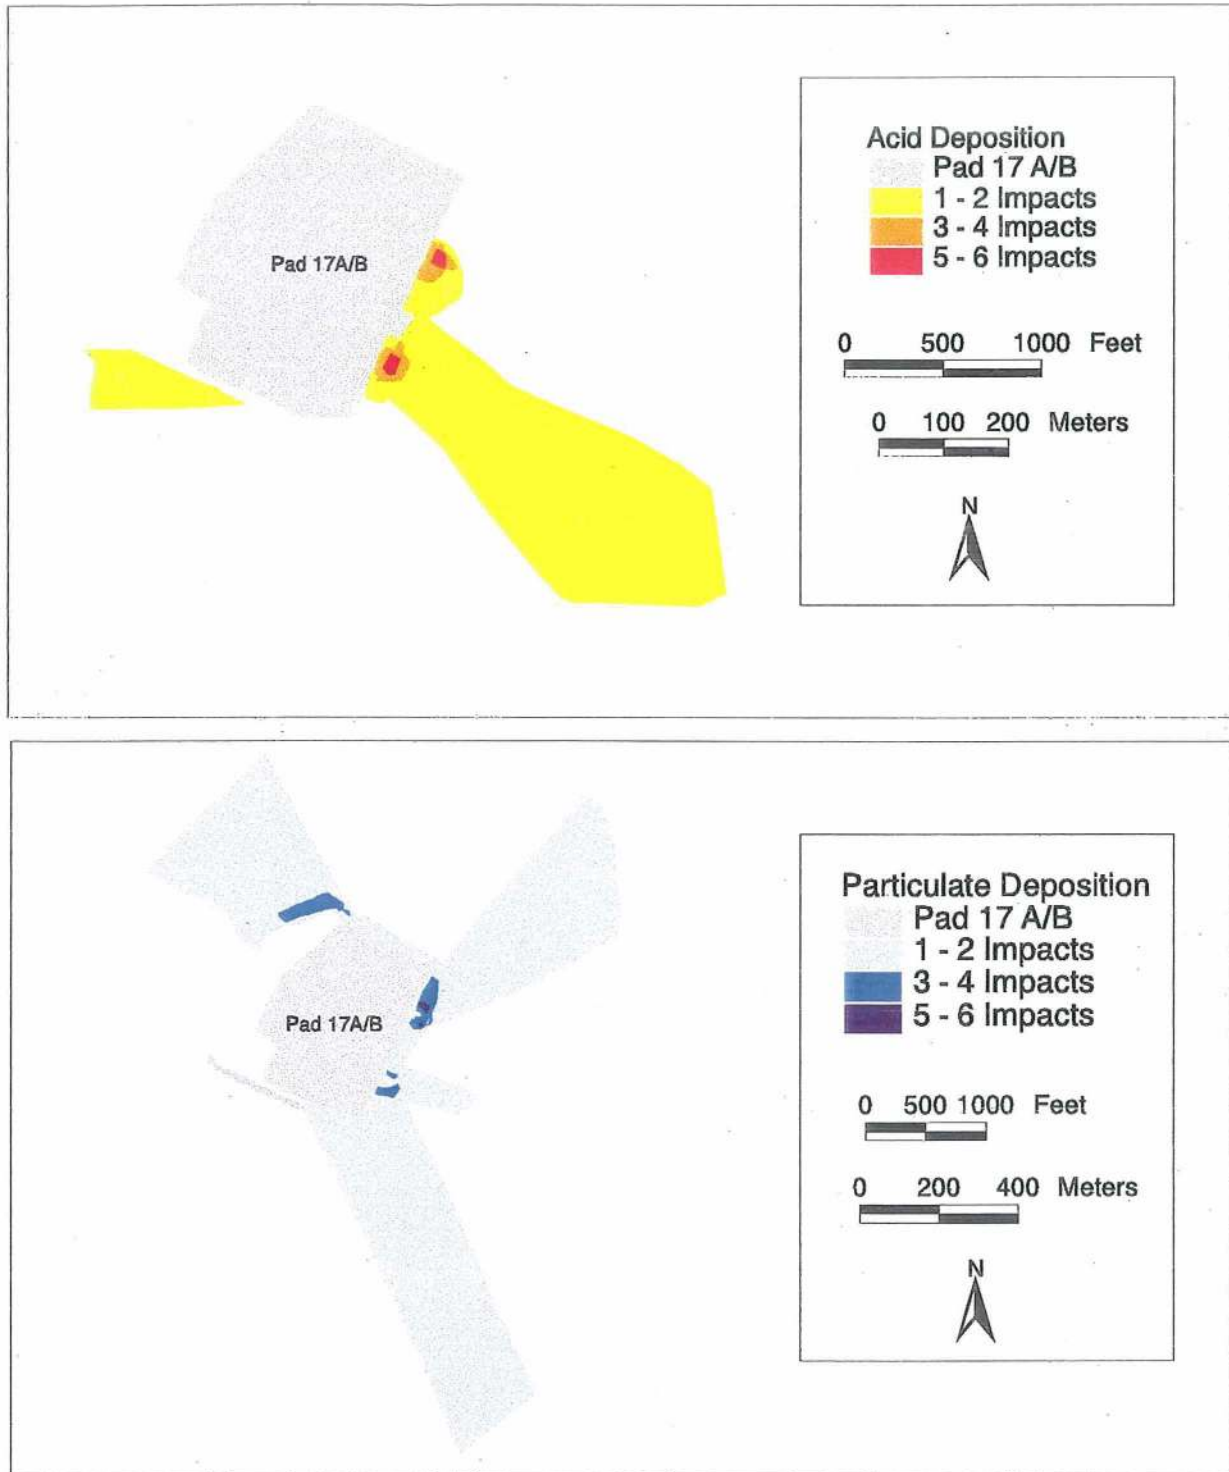 Pad 17A/B
Acid Deposition
Pad 17 A/B
1 - 2 Impacts
3 - 4 Impacts
5 - 6 Impacts
0 500 1000 Feet
0 100 200 Meters
N
Pad 17A/B
Particulate Deposition
Pad 17 A/B
1 - 2 Impacts
3 - 4 Impacts
5 - 6 Impacts
0 500 1000 Feet
0 200 400 Meters
N